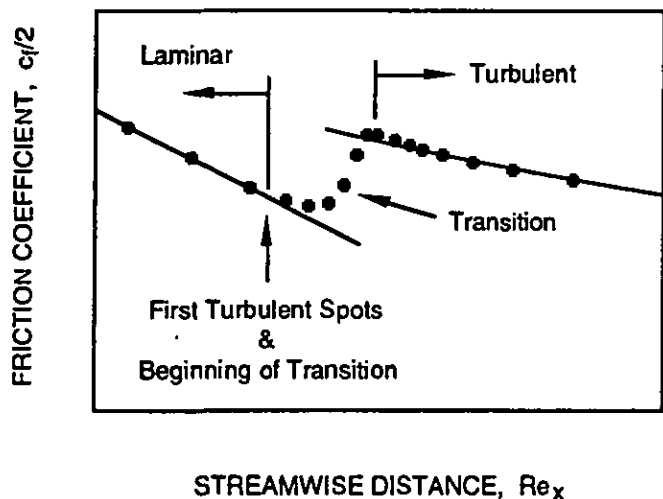 FRICTION COEFFICIENT, cf/2
Laminar
Turbulent
Transition
First Turbulent Spots
&
Beginning of Transition
STREAMWISE DISTANCE, Rex